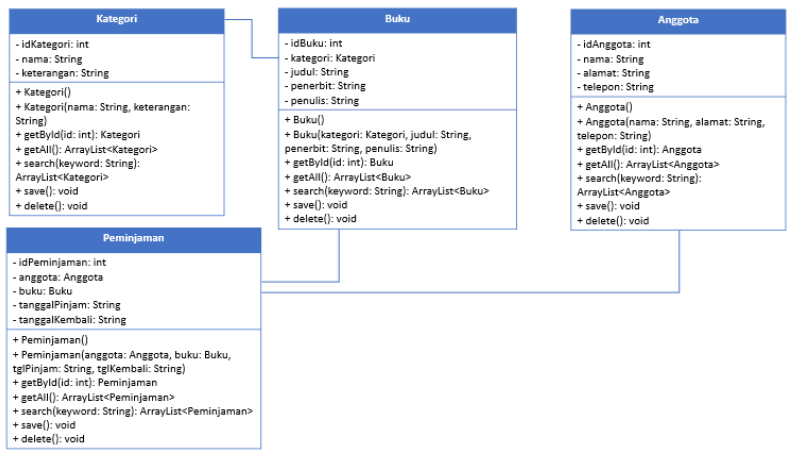 Kategori
- idKategori: int
- nama: String
- keterangan: String
+ Kategori()
+ Kategori(nama: String, keterangan:
String)
+ getById(id: int): Kategori
+ getAll(): ArrayList<Kategori>
+ search(keyword: String):
ArrayList<Kategori>
+ save(): void
+ delete(): void
Buku
- idBuku: int
- kategori: Kategori
- judul: String
- penerbit: String
- penulis: String
+ Buku()
+ Buku(kategori: Kategori, judul: String,
penerbit: String, penulis: String)
+ getById(id: int): Buku
+ getAll(): ArrayList<Buku>
+ search(keyword: String): ArrayList<Buku>
+ save(): void
+ delete(): void
Anggota
- idAnggota: int
- nama: String
- alamat: String
- telepon: String
+ Anggota()
+ Anggota(nama: String, alamat: String,
telepon: String)
+ getById(id: int): Anggota
+ getAll(): ArrayList<Anggota>
+ search(keyword: String):
ArrayList<Anggota>
+ save(): void
+ delete(): void
Peminjaman
- idPeminjaman: int
- anggota: Anggota
- buku: Buku
- tanggalPinjam: String
- tanggalKembali: String
+ Peminjaman()
+ Peminjaman(anggota: Anggota, buku: Buku,
tglPinjam: String, tglKembali: String)
+ getById(id: int): Peminjaman
+ getAll(): ArrayList<Peminjaman>
+ search(keyword: String): ArrayList<Peminjaman>
+ save(): void
+ delete(): void